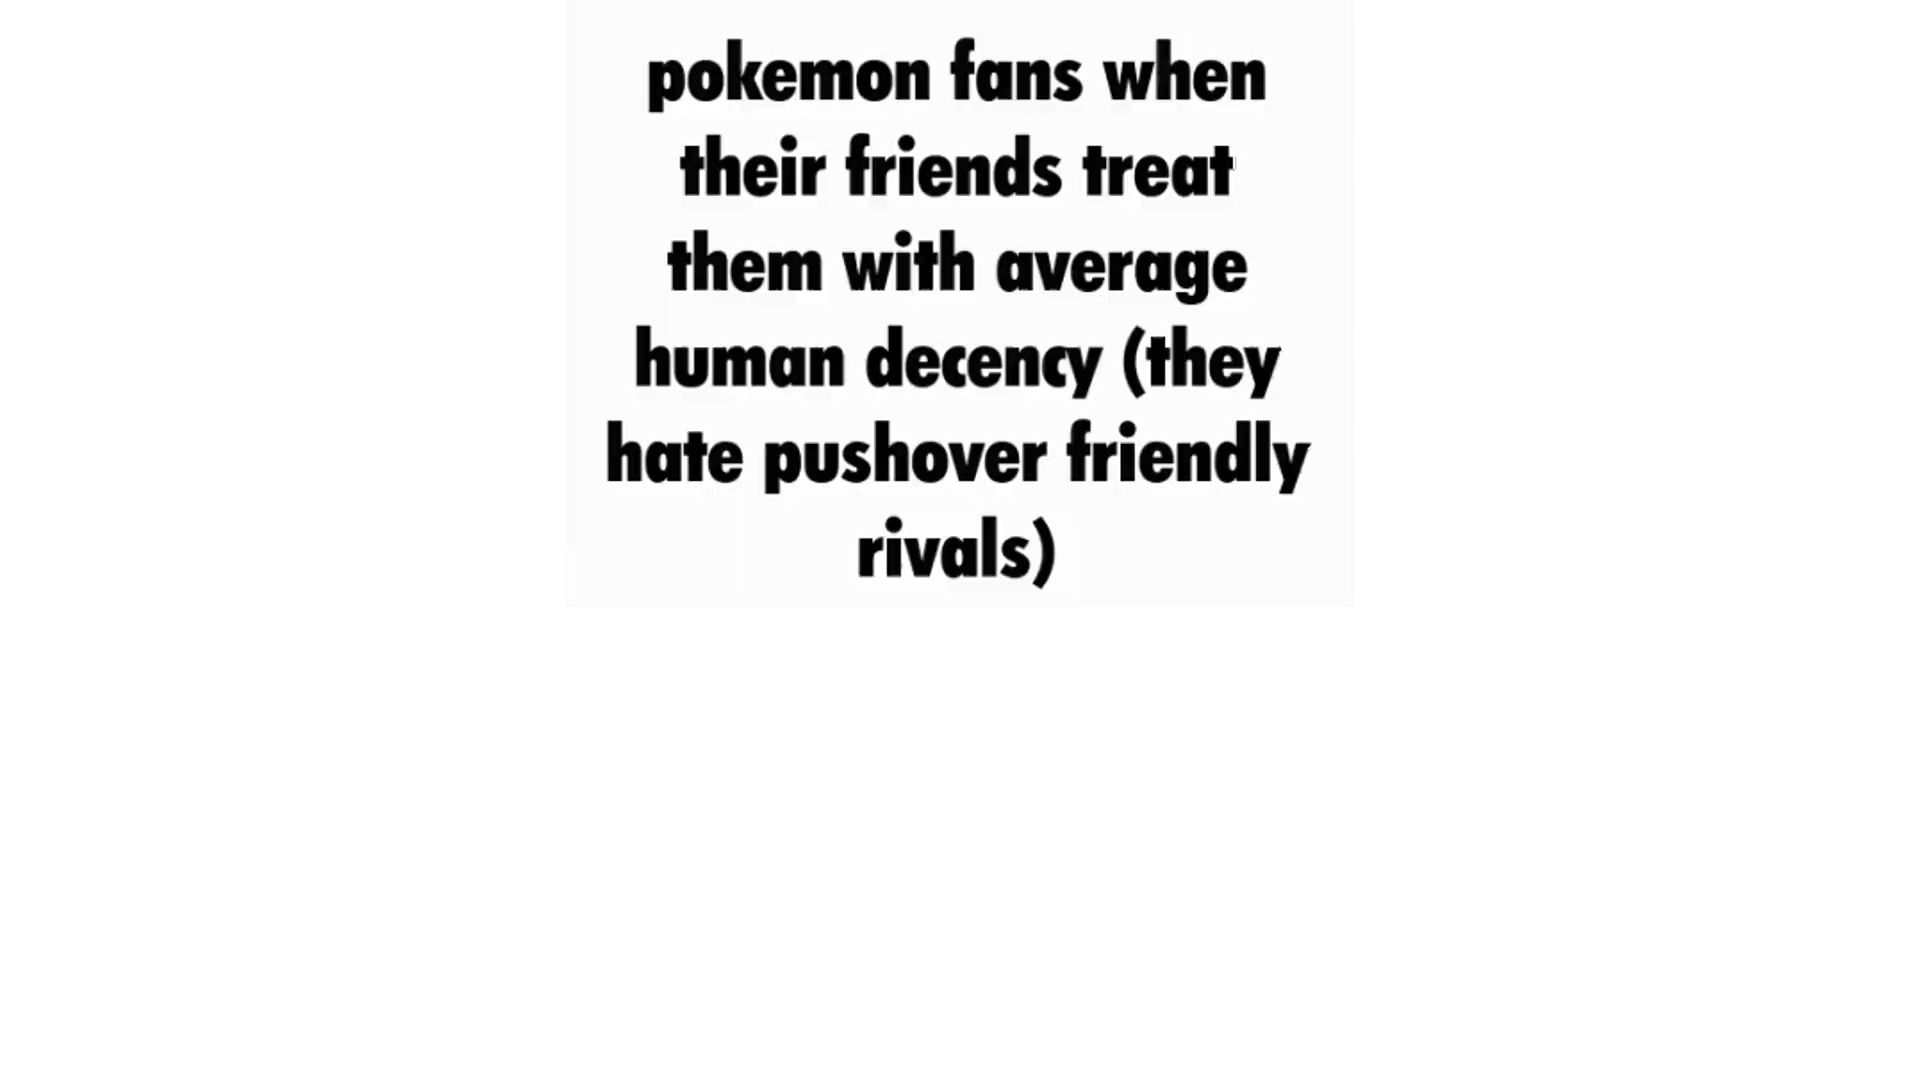 pokemon fans when
their friends treat
them with average
human decency (they
hate pushover friendly
rivals)